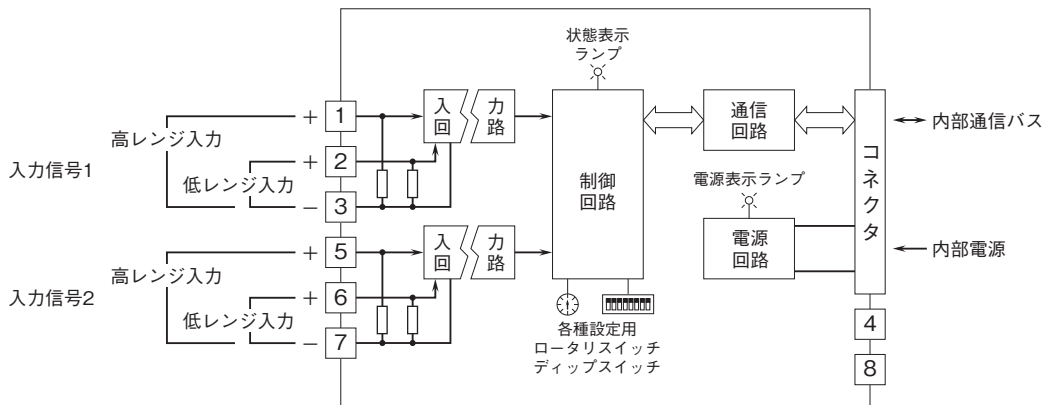 状態表示
ランプ
入力信号1
高レンジ入力
低レンジ入力
+
1
+
2
−
3
入 力
回 路
制御
回路
通信
回路
コネクタ
内部通信バス
電源表示ランプ
電源
回路
内部電源
入力信号2
高レンジ入力
低レンジ入力
+
5
+
6
−
7
入 力
回 路
各種設定用
ロータリスイッチ
ディップスイッチ
4
8